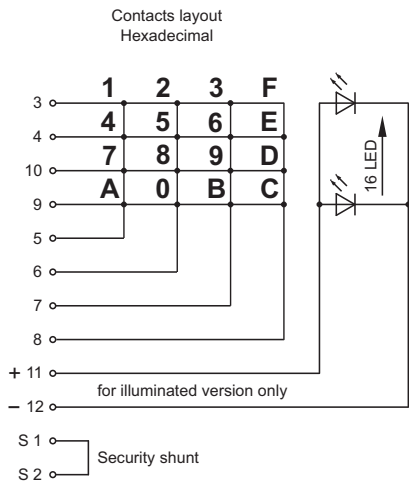 Contacts layout
Hexadecimal
1 2 3 F
3
4 5 6 E
4
7 8 9 D
10
A 0 B C
9
16 LED
5
6
7
8
+ 11
for illuminated version only
− 12
S 1
Security shunt
S 2